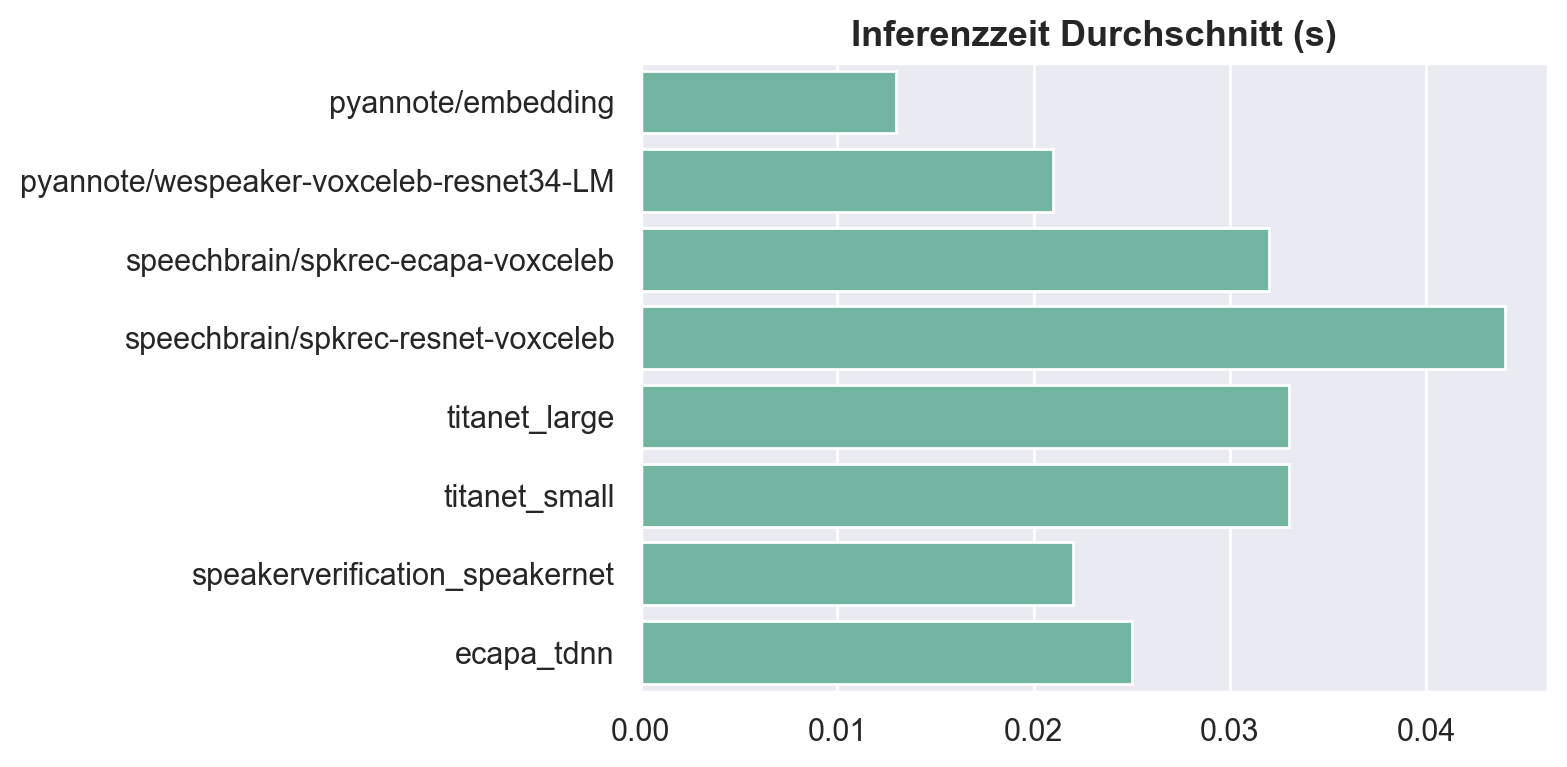 Inferenzzeit Durchschnitt (s)
pyannote/embedding
pyannote/wespeaker-voxceleb-resnet34-LM
speechbrain/spkrec-ecapa-voxceleb
speechbrain/spkrec-resnet-voxceleb
titanet_large
titanet_small
speakerverification_speakernet
ecapa_tdnn
0.00 0.01 0.02 0.03 0.04